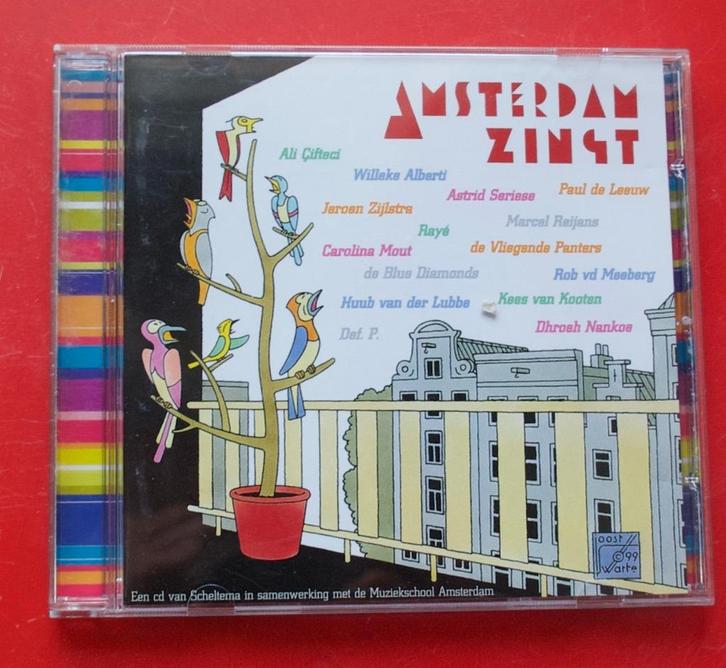 AMSTERDAM
ZINGT
Ali Çifteci
Willeke Alberti
Astrid Seriese
Paul de Leeuw
Jeroen Zijlstra
Marcel Reijans
Rayé
Carolina Mout
de Vliegende Panters
de Blue Diamonds
Rob vd Meeberg
Huub van der Lubbe
Kees van Kooten
Def. P.
Dhroeh Nankoe
oost
© 99
Warte
Een cd van Scheltema in samenwerking met de Muziekschool Amsterdam